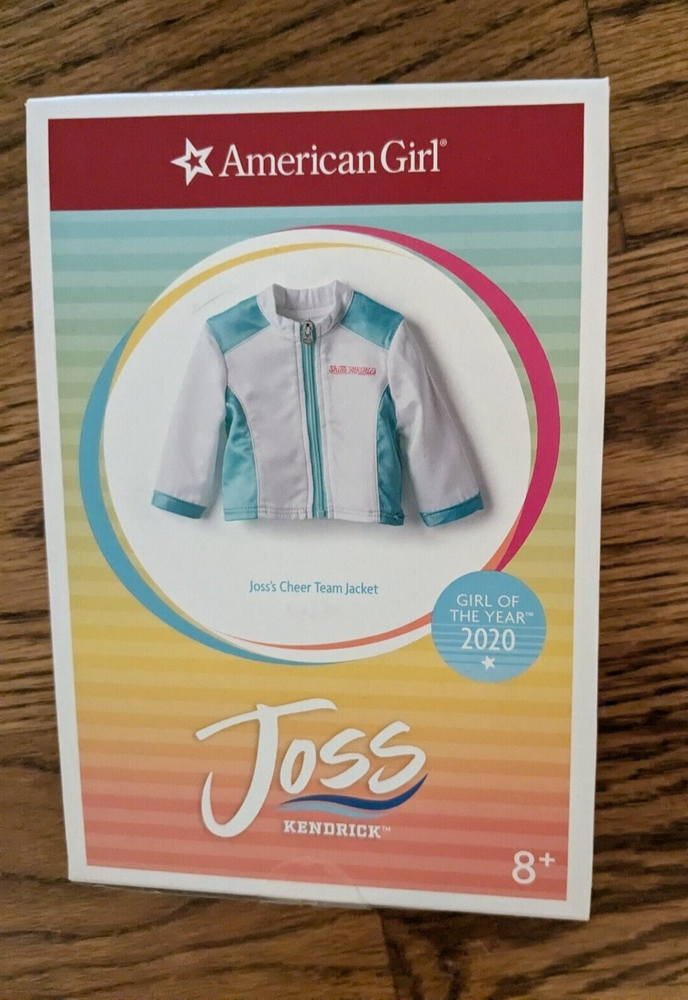 American Girl®
Joss's Cheer Team Jacket
GIRL OF
THE YEAR™
2020
Joss
KENDRICK™
8+